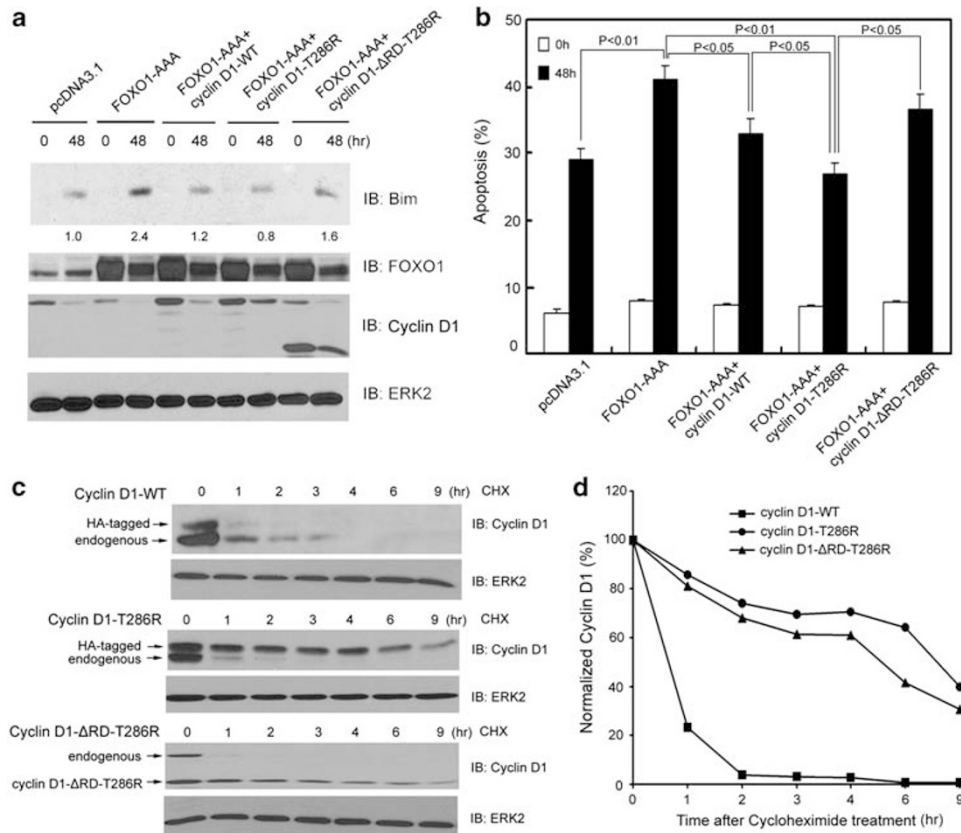 a
pcDNA3.1
FOXO1-AAA
FOXO1-AAA+
cyclin D1-WT
FOXO1-AAA+
cyclin D1-T286R
FOXO1-AAA+
cyclin D1-ΔRD-T286R
0 48 0 48 0 48 0 48 0 48 (hr)
IB: Bim
1.0 2.4 1.2 0.8 1.6
IB: FOXO1
IB: Cyclin D1
IB: ERK2
b
P<0.01
P<0.01
P<0.05
P<0.05
P<0.05
0h
48h
Apoptosis (%)
50
40
30
20
10
0
pcDNA3.1
FOXO1-AAA
FOXO1-AAA+
cyclin D1-WT
FOXO1-AAA+
cyclin D1-T286R
FOXO1-AAA+
cyclin D1-ΔRD-T286R
c
Cyclin D1-WT 0 1 2 3 4 6 9 (hr) CHX
HA-tagged
endogenous
IB: Cyclin D1
IB: ERK2
Cyclin D1-T286R 0 1 2 3 4 6 9 (hr) CHX
HA-tagged
endogenous
IB: Cyclin D1
IB: ERK2
Cyclin D1-ΔRD-T286R 0 1 2 3 4 6 9 (hr) CHX
endogenous
cyclin D1-ΔRD-T286R
IB: Cyclin D1
IB: ERK2
d
cyclin D1-WT
cyclin D1-T286R
cyclin D1-ΔRD-T286R
Normalized Cyclin D1 (%)
120
100
80
60
40
20
0
0 1 2 3 4 6 9
Time after Cycloheximide treatment (hr)